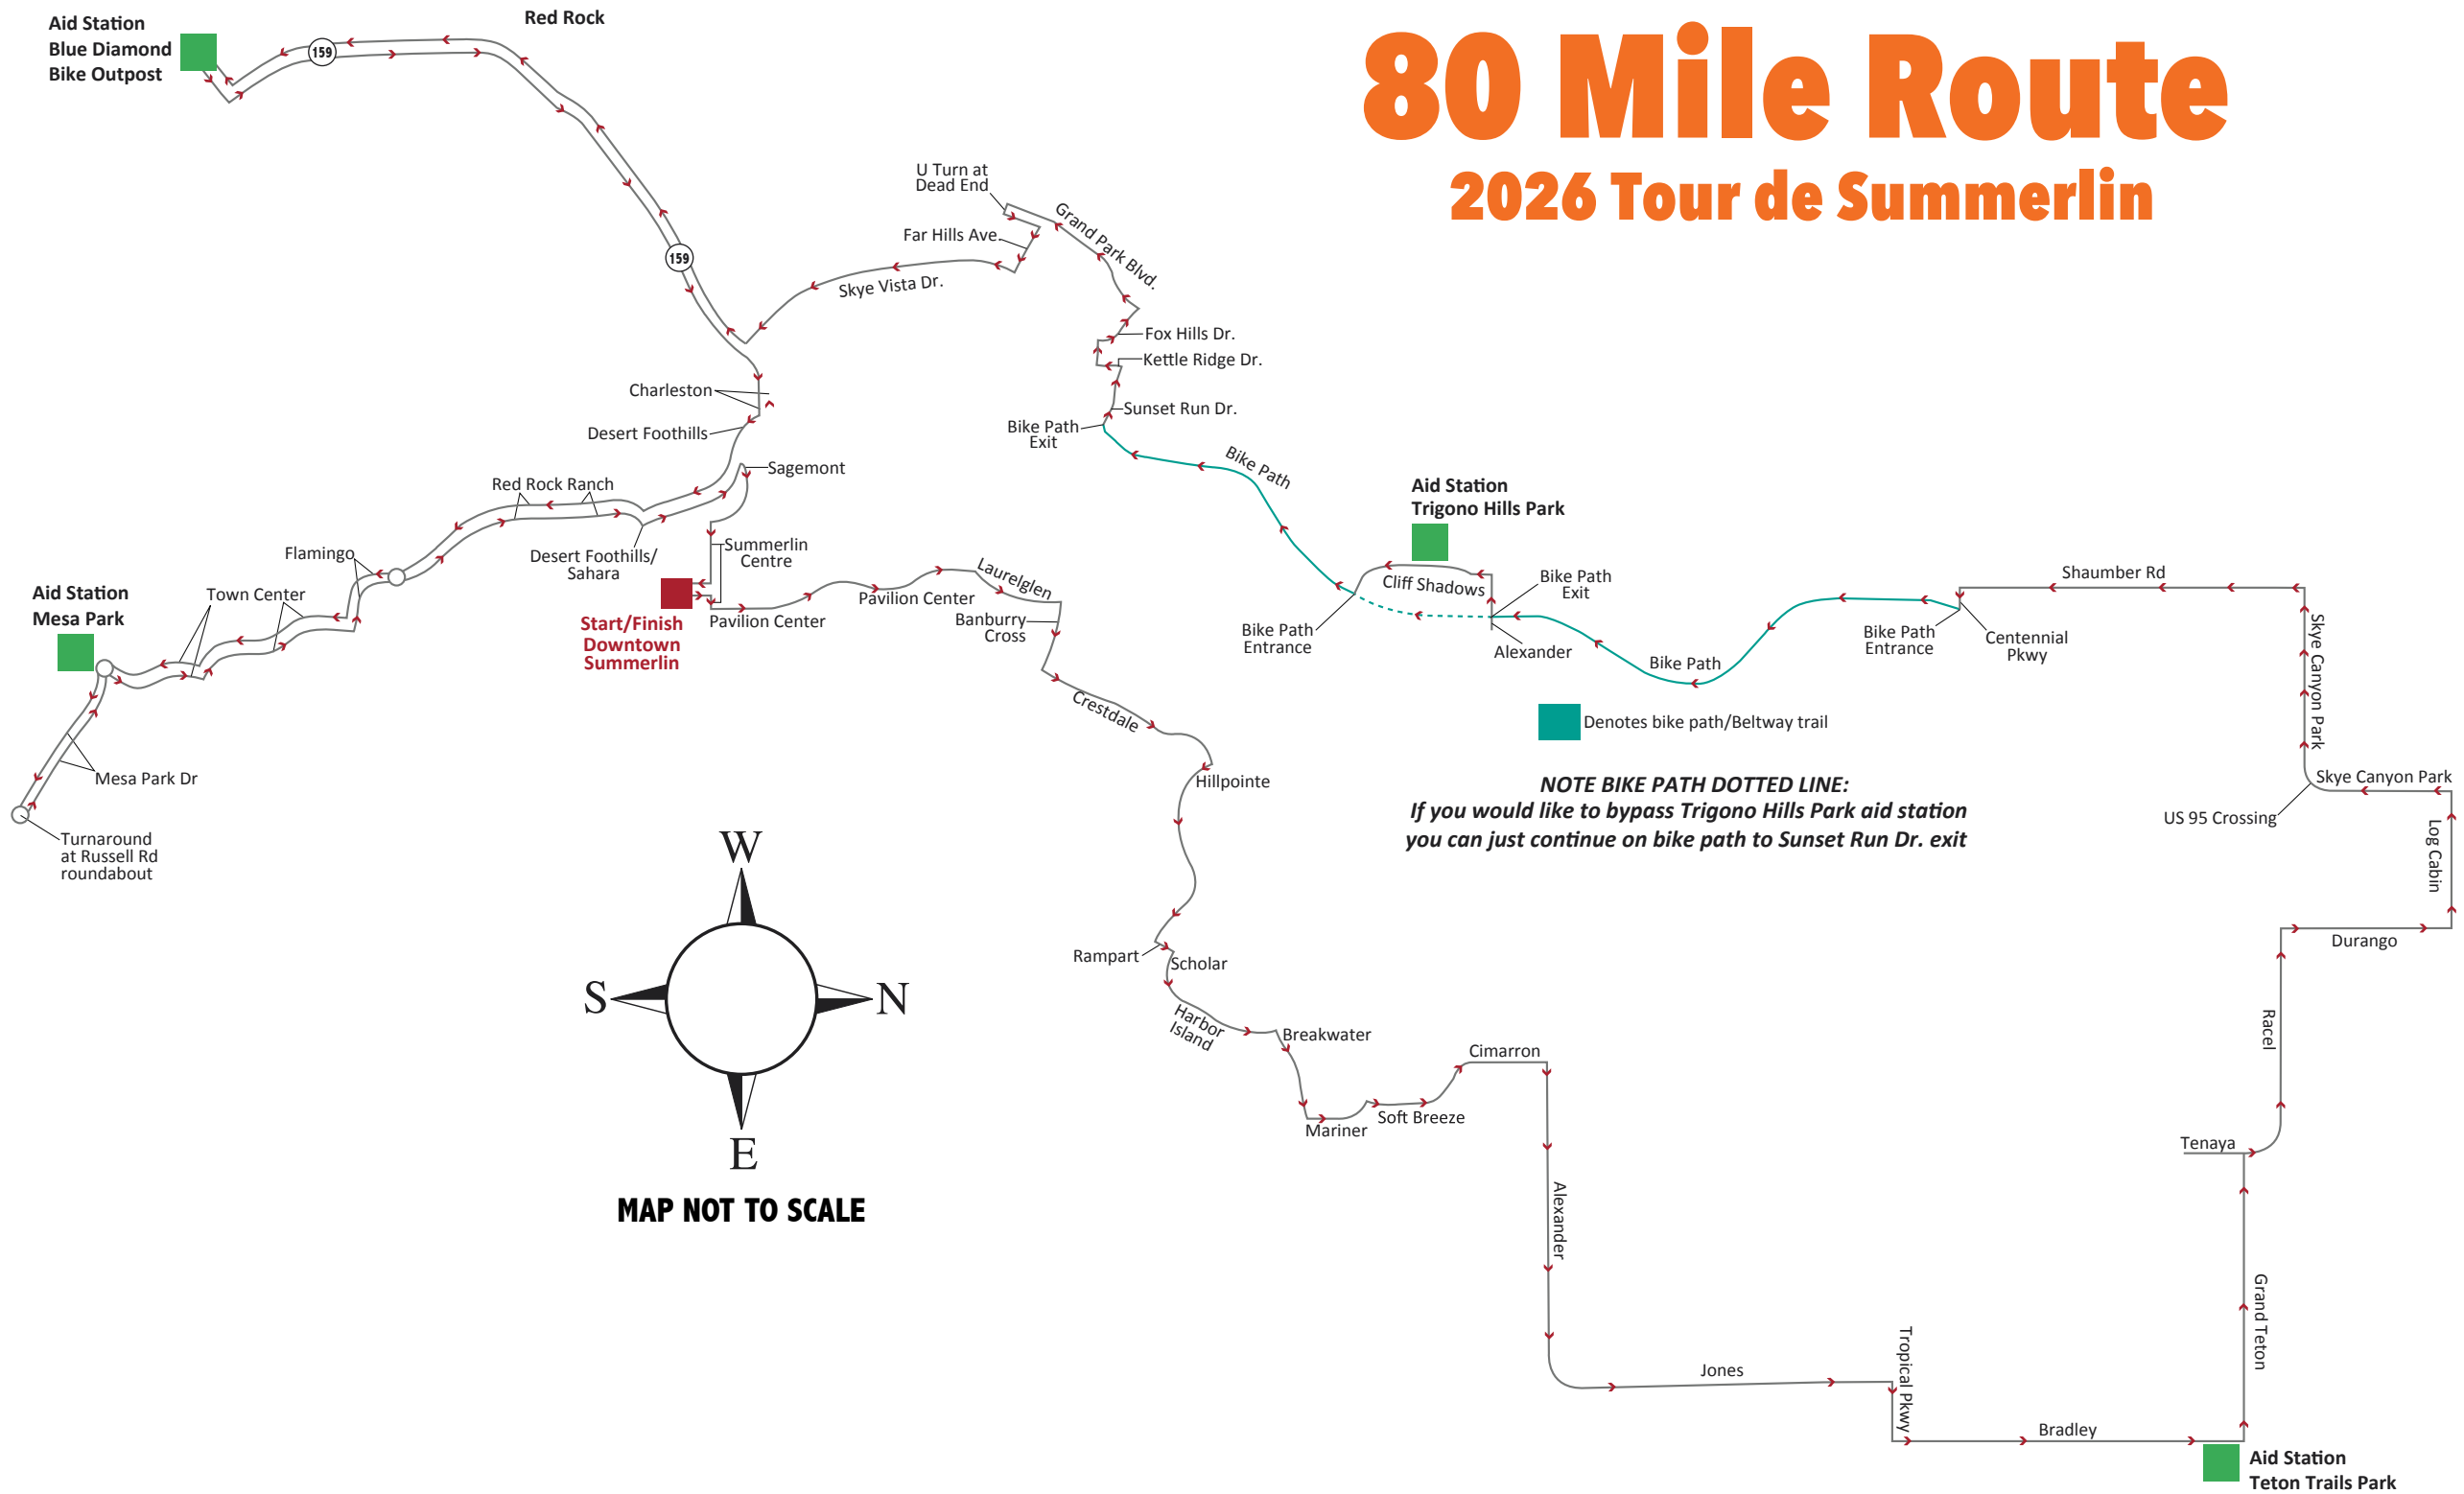 80 Mile Route
2026 Tour de Summerlin
Aid Station
Blue Diamond
Bike Outpost
Red Rock
159
159
U Turn at
Dead End
Far Hills Ave.
Grand Park Blvd.
Skye Vista Dr.
Fox Hills Dr.
Kettle Ridge Dr.
Sunset Run Dr.
Bike Path
Exit
Bike Path
Charleston
Desert Foothills
Sagemont
Red Rock Ranch
Desert Foothills/
Sahara
Flamingo
Town Center
Aid Station
Mesa Park
Mesa Park Dr
Turnaround
at Russell Rd
roundabout
Summerlin
Centre
Start/Finish
Downtown
Summerlin
Pavilion Center
Pavilion Center
Laurelglen
Banburry
Cross
Crestdale
Hillpointe
Rampart
Scholar
Harbor
Island
Breakwater
Mariner
Soft Breeze
Cimarron
Alexander
Jones
Tropical Pkwy
Bradley
Aid Station
Teton Trails Park
Grand Teton
Tenaya
Racel
Durango
Log Cabin
Skye Canyon Park
US 95 Crossing
Skye Canyon Park
Shaumber Rd
Centennial
Pkwy
Bike Path
Entrance
Bike Path
Alexander
Bike Path
Exit
Cliff Shadows
Aid Station
Trigono Hills Park
Bike Path
Entrance
Denotes bike path/Beltway trail
NOTE BIKE PATH DOTTED LINE:
If you would like to bypass Trigono Hills Park aid station
you can just continue on bike path to Sunset Run Dr. exit
W
S
N
E
MAP NOT TO SCALE